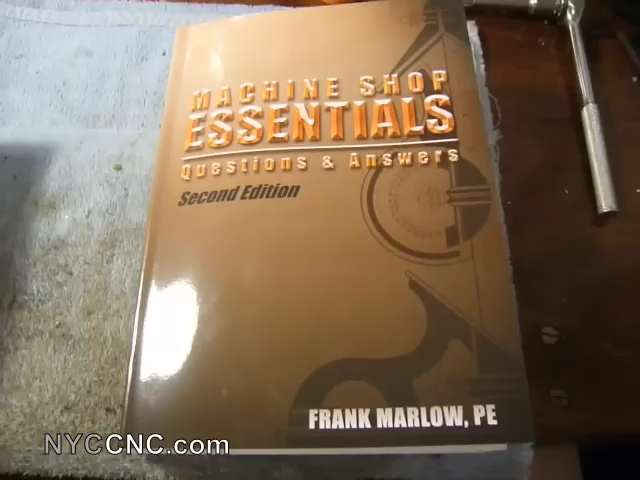 MACHINE SHOP
ESSENTIALS
Questions & Answers
Second Edition
FRANK MARLOW, PE
NYCCNC.com